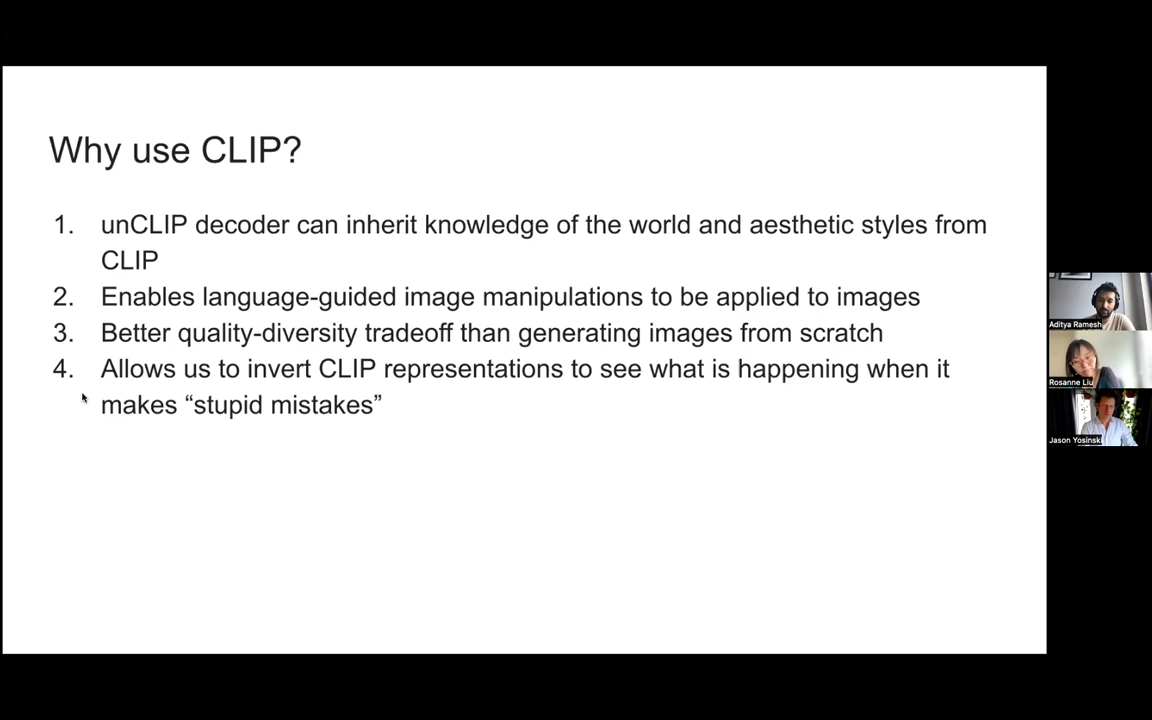 Why use CLIP?
1. unCLIP decoder can inherit knowledge of the world and aesthetic styles from
CLIP
2. Enables language-guided image manipulations to be applied to images
3. Better quality-diversity tradeoff than generating images from scratch
4. Allows us to invert CLIP representations to see what is happening when it
makes “stupid mistakes”
Aditya Ramesh
Rosanne Liu
Jason Yosinski